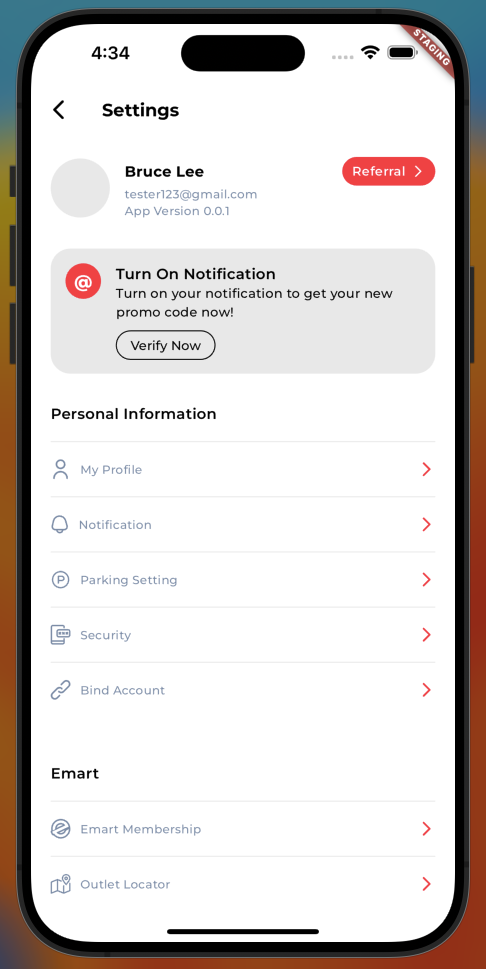 4:34
STAGING
Settings
Bruce Lee
Referral
tester123@gmail.com
App Version 0.0.1
@
Turn On Notification
Turn on your notification to get your new
promo code now!
Verify Now
Personal Information
My Profile
Notification
P
Parking Setting
Security
Bind Account
Emart
Emart Membership
Outlet Locator